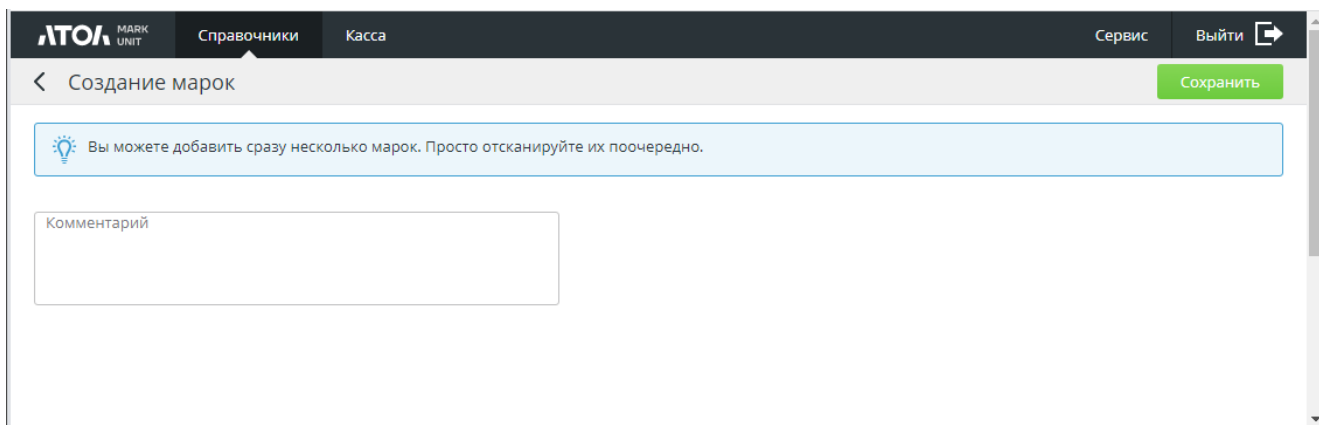 АТОЛ MARK UNIT Справочники Касса Сервис Выйти
Создание марок Сохранить
Вы можете добавить сразу несколько марок. Просто отсканируйте их поочередно.
Комментарий